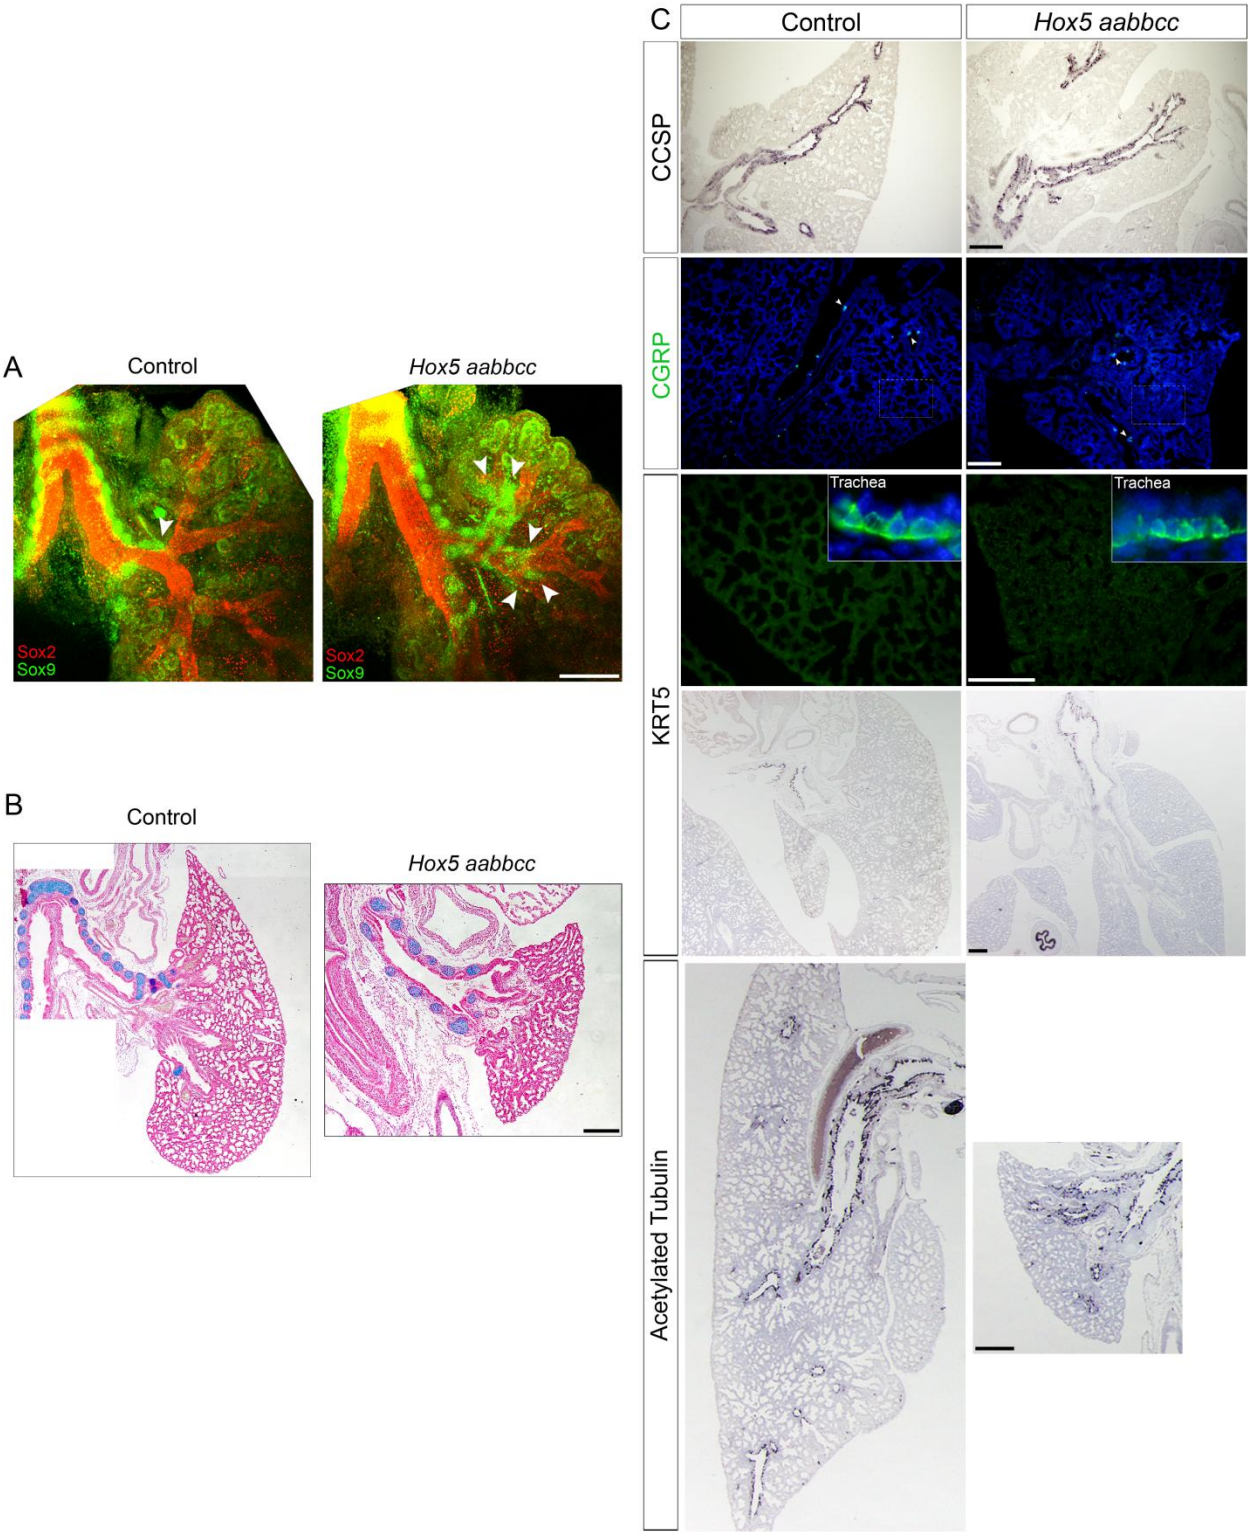 A
Control
Hox5 aabbcc
Sox2
Sox9
Sox2
Sox9
B
Control
Hox5 aabbcc
C
Control
Hox5 aabbcc
CCSP
CGRP
KRT5
Trachea
Trachea
Acetylated Tubulin